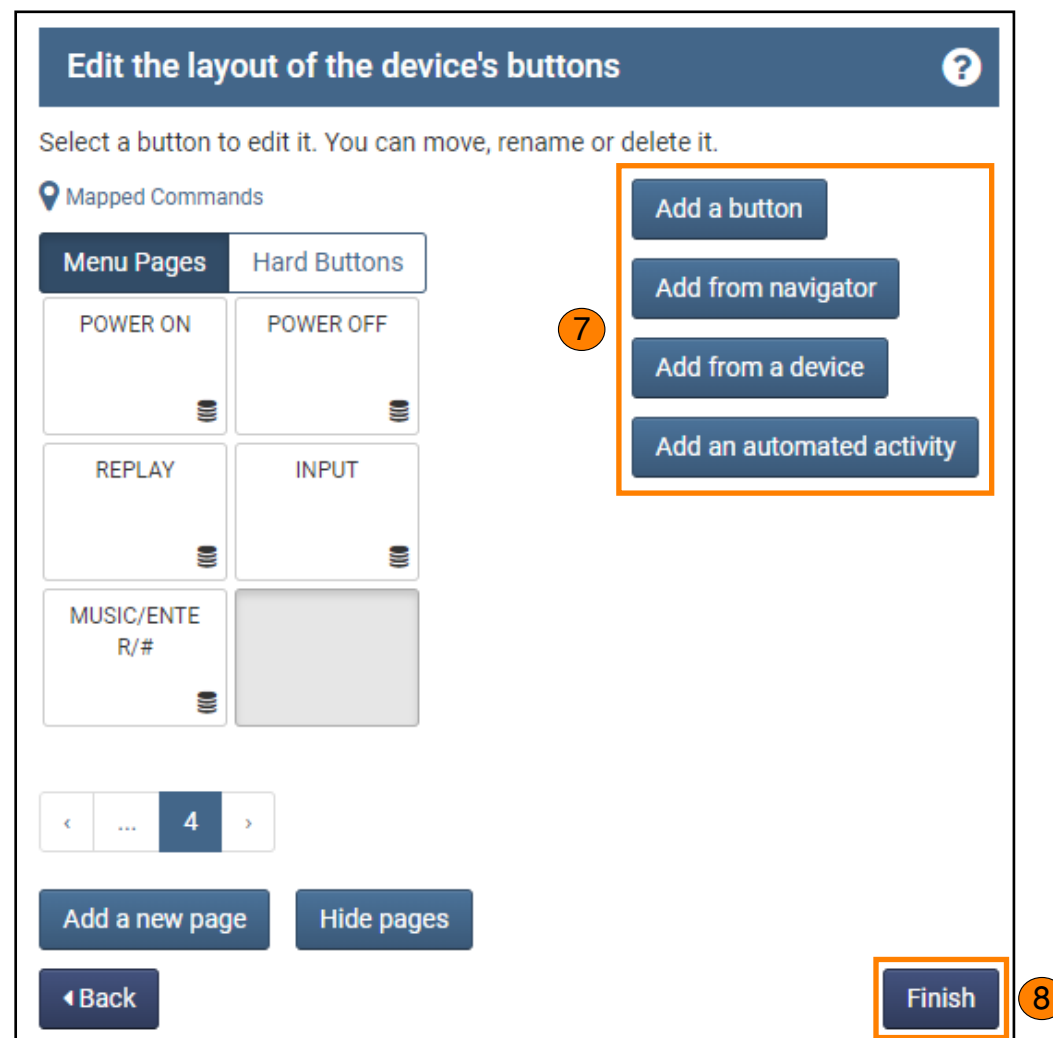 Edit the layout of the device's buttons ?
Select a button to edit it. You can move, rename or delete it.
Mapped Commands
Menu Pages Hard Buttons
POWER ON POWER OFF
REPLAY INPUT
MUSIC/ENTE
R/#
7
Add a button
Add from navigator
Add from a device
Add an automated activity
‹ ... 4 ›
Add a new page Hide pages
Back Finish 8